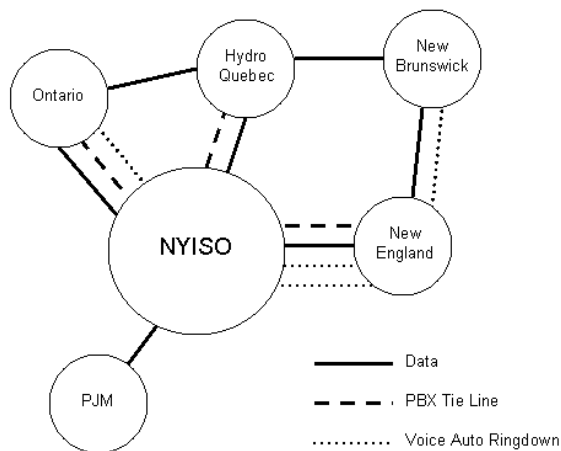 New
Brunswick
Hydro
Quebec
Ontario
NYISO
New
England
PJM
Data
PBX Tie Line
Voice Auto Ringdown